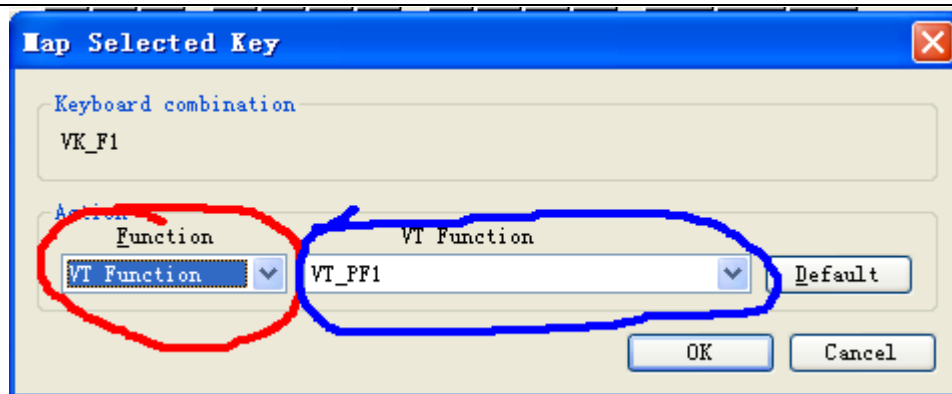 Map Selected Key
Keyboard combination
VK_F1
Action
Function VT Function
VT Function VT_PF1 Default
OK Cancel